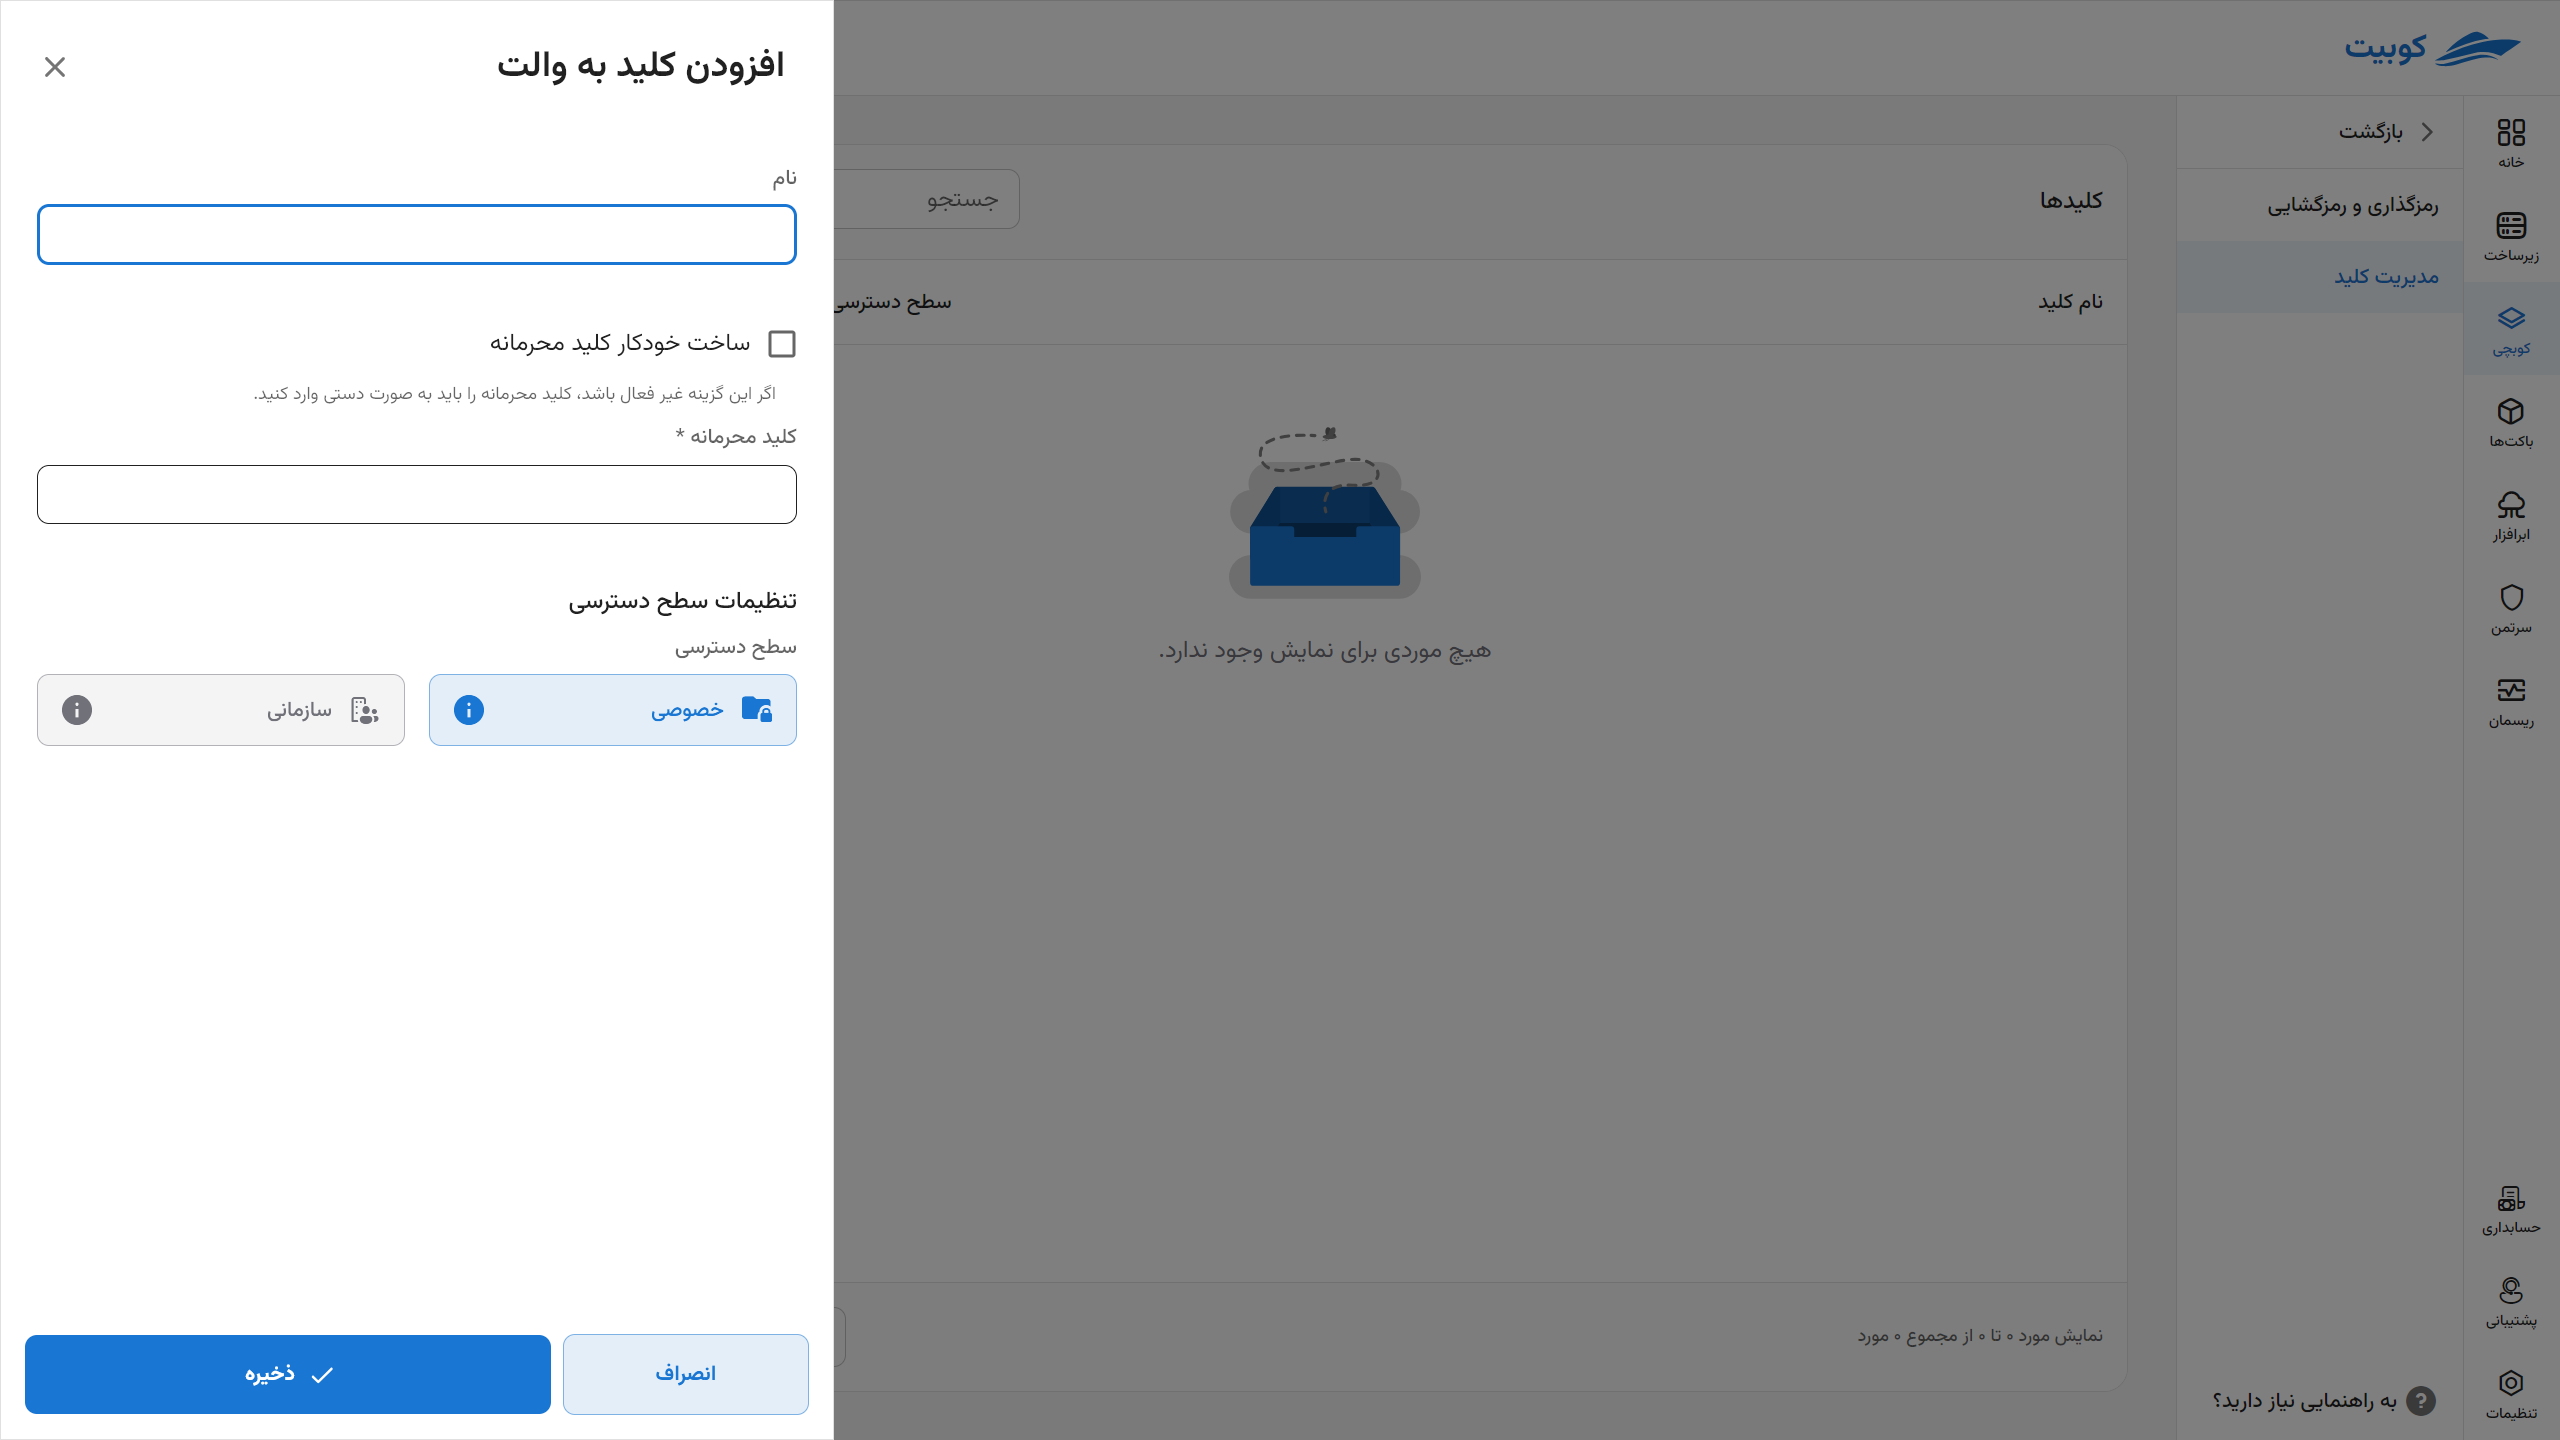 کوبیت
خانه
زیرساخت
کوبچی
باکت‌ها
ابرافزار
سرتمن
ریسمان
حسابداری
پشتیبانی
تنظیمات
بازگشت
رمزگذاری و رمزگشایی
مدیریت کلید
به راهنمایی نیاز دارید؟
کلیدها
جستجو
نام کلید
سطح دسترسی
هیچ موردی برای نمایش وجود ندارد.
نمایش مورد ۰ تا ۰ از مجموع ۰ مورد
افزودن کلید به والت
نام
ساخت خودکار کلید محرمانه
اگر این گزینه غیر فعال باشد، کلید محرمانه را باید به صورت دستی وارد کنید.
کلید محرمانه *
تنظیمات سطح دسترسی
سطح دسترسی
خصوصی
سازمانی
انصراف
ذخیره